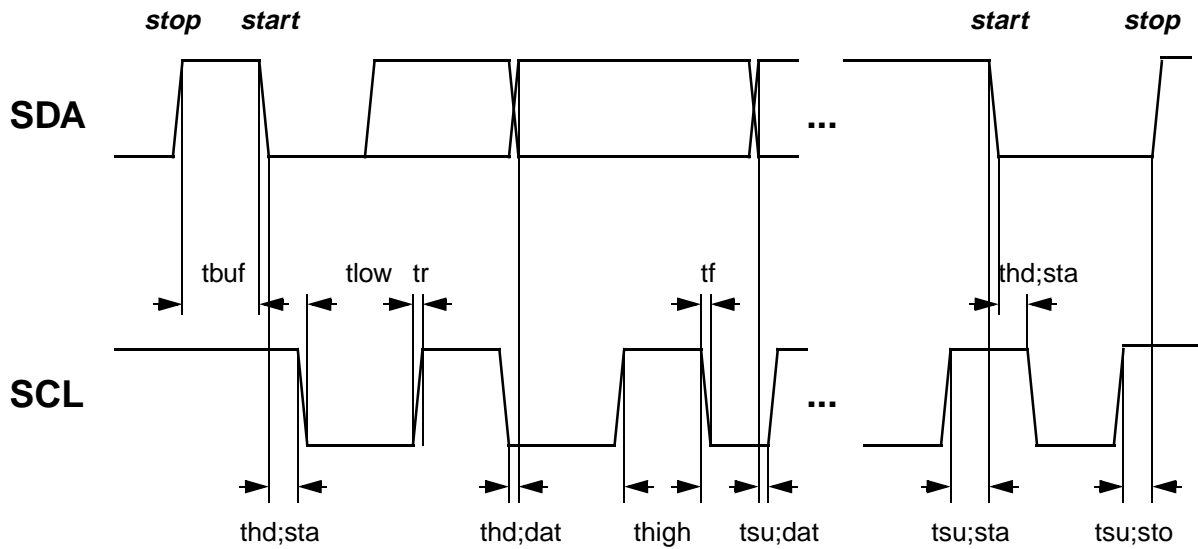 stop start start stop
SDA ...
tbuf tlow tr tf thd;sta
SCL ...
thd;sta thd;dat thigh tsu;dat tsu;sta tsu;sto